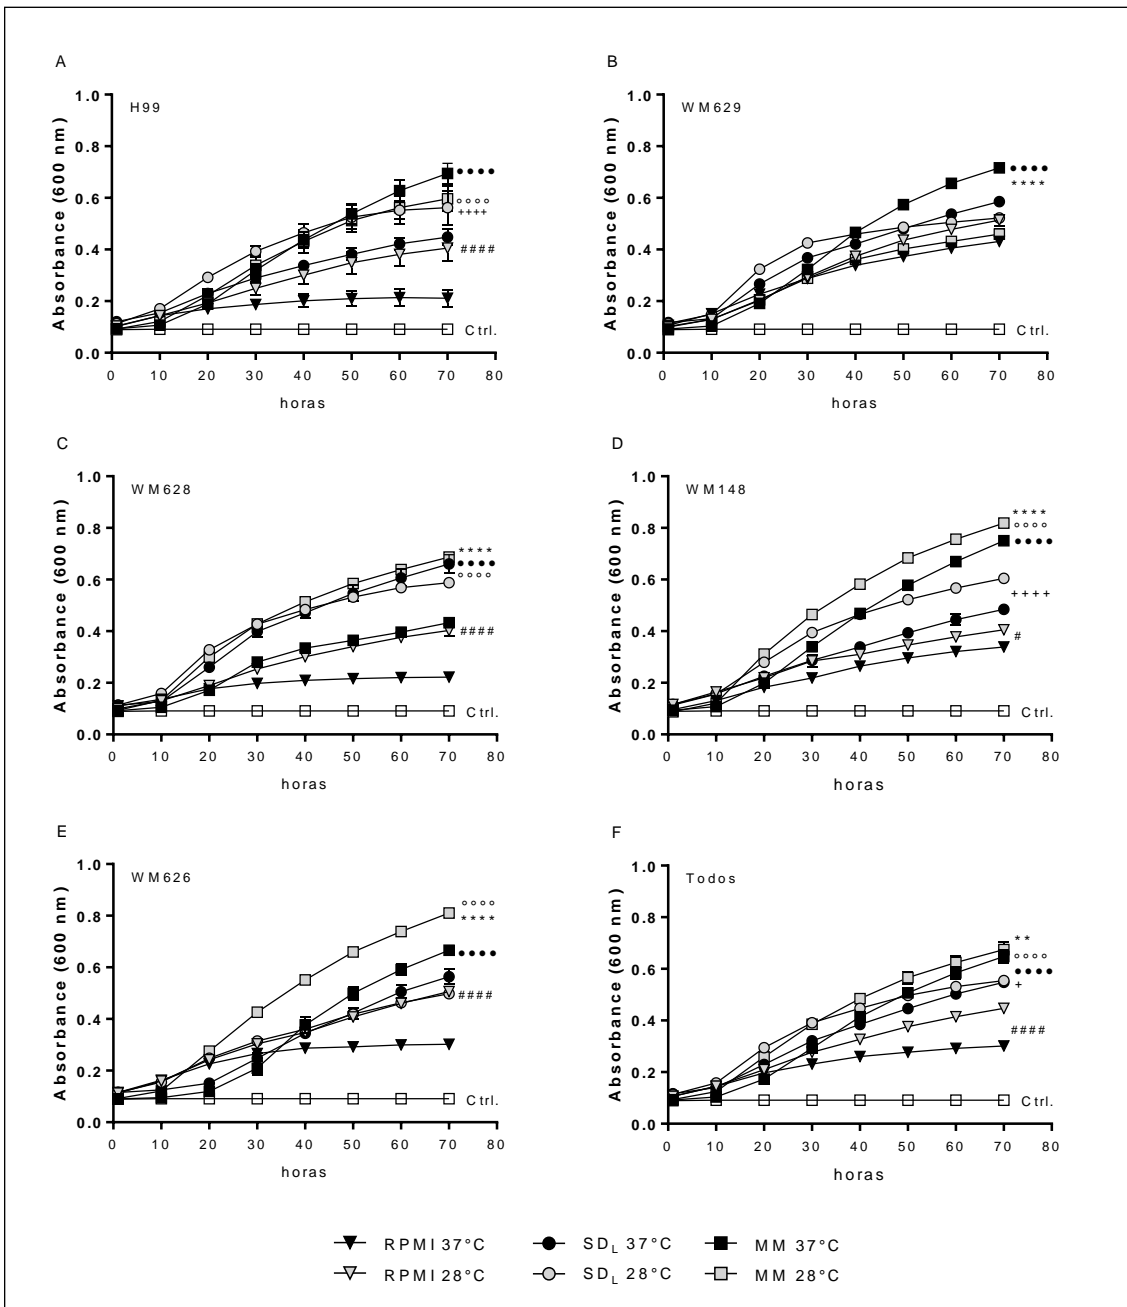 A
H99
Absorbance (600 nm)
1.0
0.8
0.6
0.4
0.2
0.0
●●●●
○○○○
++++
####
Ctrl.
0 10 20 30 40 50 60 70 80
horas
B
WM629
Absorbance (600 nm)
1.0
0.8
0.6
0.4
0.2
0.0
●●●●
****
Ctrl.
0 10 20 30 40 50 60 70 80
horas
C
WM628
Absorbance (600 nm)
1.0
0.8
0.6
0.4
0.2
0.0
****
●●●●
○○○○
####
Ctrl.
0 10 20 30 40 50 60 70 80
horas
D
WM148
Absorbance (600 nm)
1.0
0.8
0.6
0.4
0.2
0.0
****
○○○○
●●●●
++++
#
Ctrl.
0 10 20 30 40 50 60 70 80
horas
E
WM626
Absorbance (600 nm)
1.0
0.8
0.6
0.4
0.2
0.0
○○○○
****
●●●●
####
Ctrl.
0 10 20 30 40 50 60 70 80
horas
F
Todos
Absorbance (600 nm)
1.0
0.8
0.6
0.4
0.2
0.0
**
○○○○
●●●●
+
####
Ctrl.
0 10 20 30 40 50 60 70 80
horas
RPMI 37°C SDL 37°C MM 37°C
RPMI 28°C SDL 28°C MM 28°C